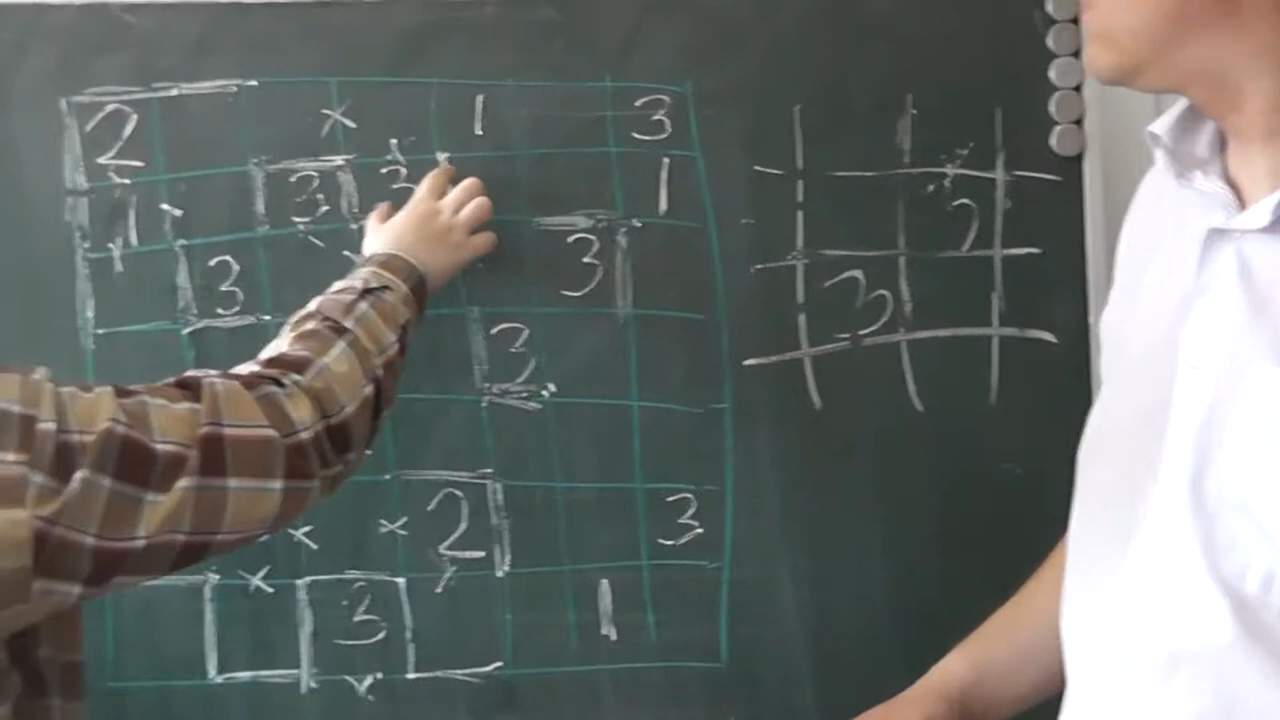 2 × 1 3
3 3 1
1 3 3
3
× × 2 3
× 3 1
×
2
3